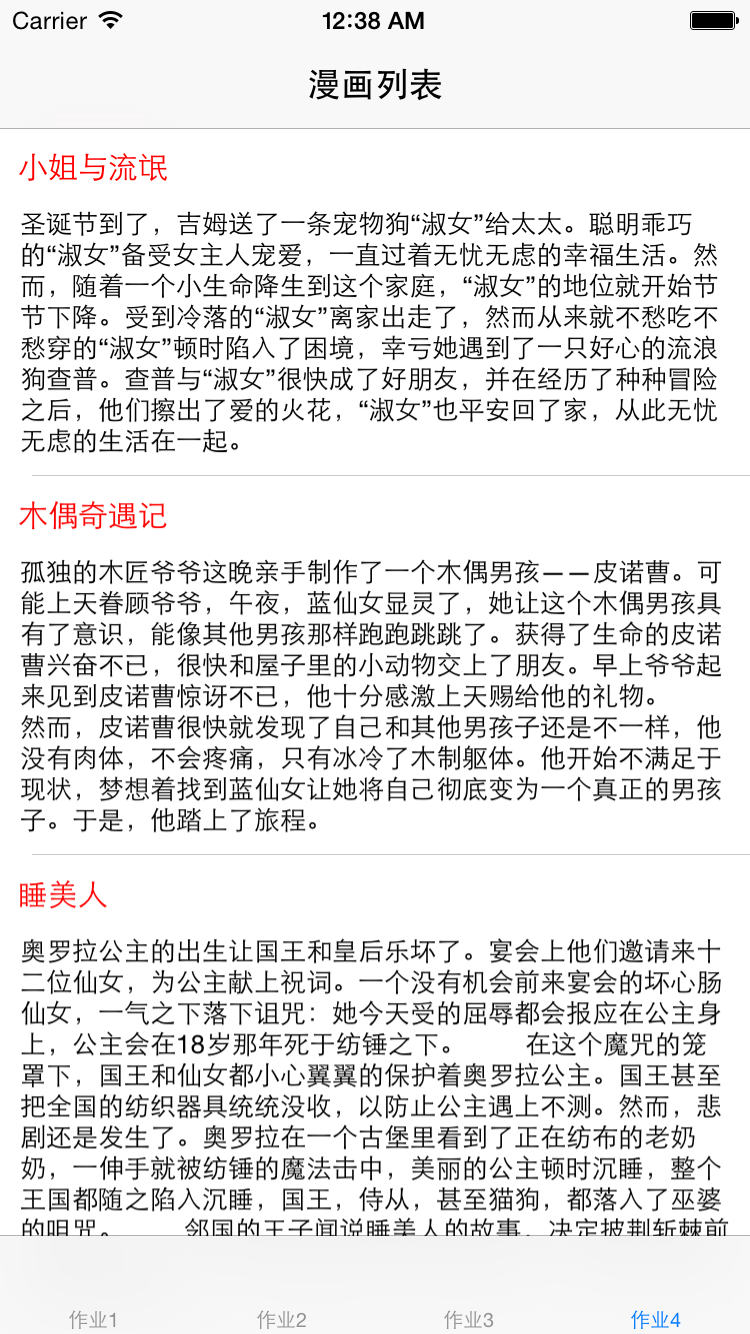 Carrier 12:38 AM
漫画列表
小姐与流氓
圣诞节到了，吉姆送了一条宠物狗“淑女”给太太。聪明乖巧
的“淑女”备受女主人宠爱，一直过着无忧无虑的幸福生活。然
而，随着一个小生命降生到这个家庭，“淑女”的地位就开始节
节下降。受到冷落的“淑女”离家出走了，然而从来就不愁吃不
愁穿的“淑女”顿时陷入了困境，幸亏她遇到了一只好心的流浪
狗查普。查普与“淑女”很快成了好朋友，并在经历了种种冒险
之后，他们擦出了爱的火花，“淑女”也平安回了家，从此无忧
无虑的生活在一起。
木偶奇遇记
孤独的木匠爷爷这晚亲手制作了一个木偶男孩——皮诺曹。可
能上天眷顾爷爷，午夜，蓝仙女显灵了，她让这个木偶男孩具
有了意识，能像其他男孩那样跑跑跳跳了。获得了生命的皮诺
曹兴奋不已，很快和屋子里的小动物交上了朋友。早上爷爷起
来见到皮诺曹惊讶不已，他十分感激上天赐给他的礼物。
然而，皮诺曹很快就发现了自己和其他男孩子还是不一样，他
没有肉体，不会疼痛，只有冰冷了木制躯体。他开始不满足于
现状，梦想着找到蓝仙女让她将自己彻底变为一个真正的男孩
子。于是，他踏上了旅程。
睡美人
奥罗拉公主的出生让国王和皇后乐坏了。宴会上他们邀请来十
二位仙女，为公主献上祝词。一个没有机会前来宴会的坏心肠
仙女，一气之下落下诅咒：她今天受的屈辱都会报应在公主身
上，公主会在18岁那年死于纺锤之下。　　在这个魔咒的笼
罩下，国王和仙女都小心翼翼的保护着奥罗拉公主。国王甚至
把全国的纺织器具统统没收，以防止公主遇上不测。然而，悲
剧还是发生了。奥罗拉在一个古堡里看到了正在纺布的老奶
奶，一伸手就被纺锤的魔法击中，美丽的公主顿时沉睡，整个
王国都随之陷入沉睡，国王，侍从，甚至猫狗，都落入了巫婆
的咀咒。　　邻国的王子闻说睡美人的故事，决定披荆斩棘前
作业1 作业2 作业3 作业4